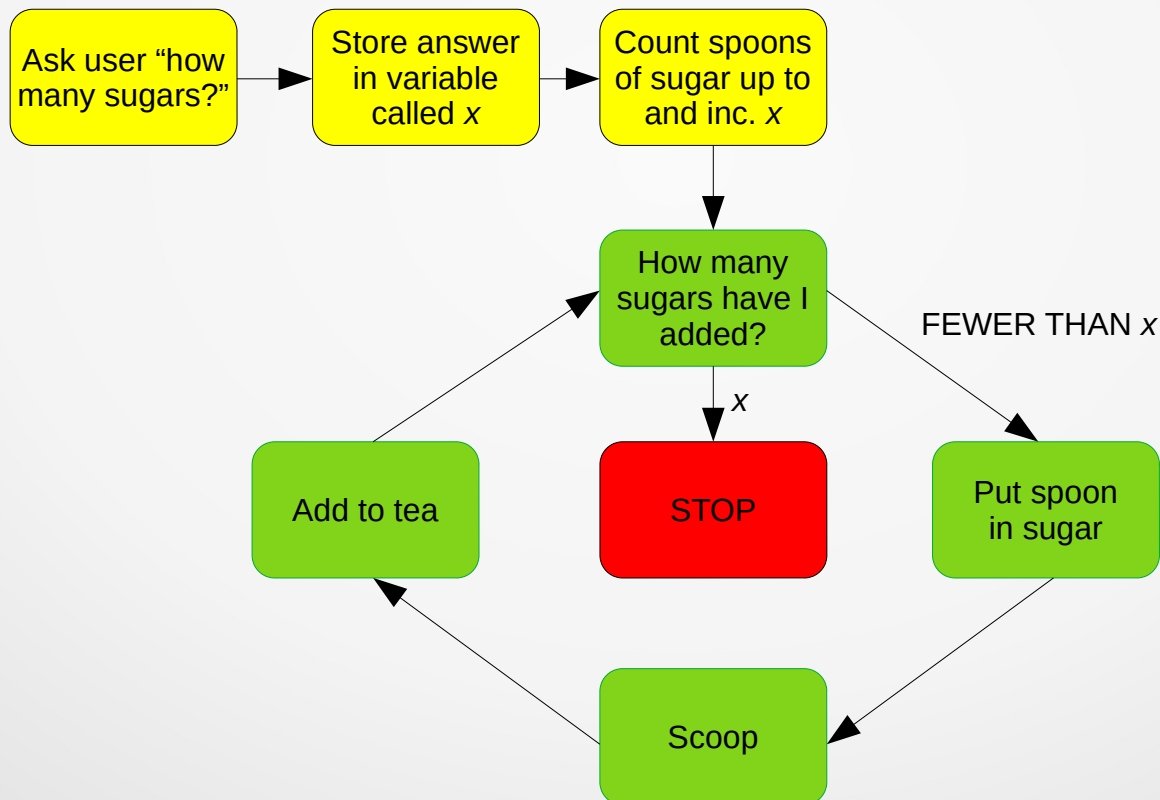 Ask user “how
many sugars?”
Store answer
in variable
called x
Count spoons
of sugar up to
and inc. x
How many
sugars have I
added?
FEWER THAN x
x
Add to tea
STOP
Put spoon
in sugar
Scoop